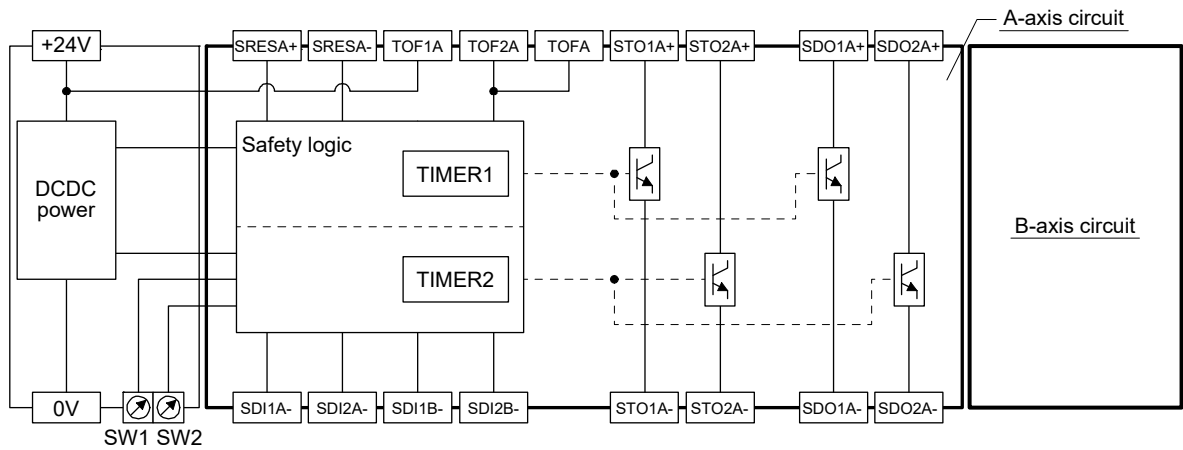 A-axis circuit
+24V
SRESA+ SRESA- TOF1A TOF2A TOFA STO1A+ STO2A+ SDO1A+ SDO2A+
Safety logic
TIMER1
DCDC
power
B-axis circuit
TIMER2
0V
SDI1A- SDI2A- SDI1B- SDI2B- STO1A- STO2A- SDO1A- SDO2A-
SW1 SW2